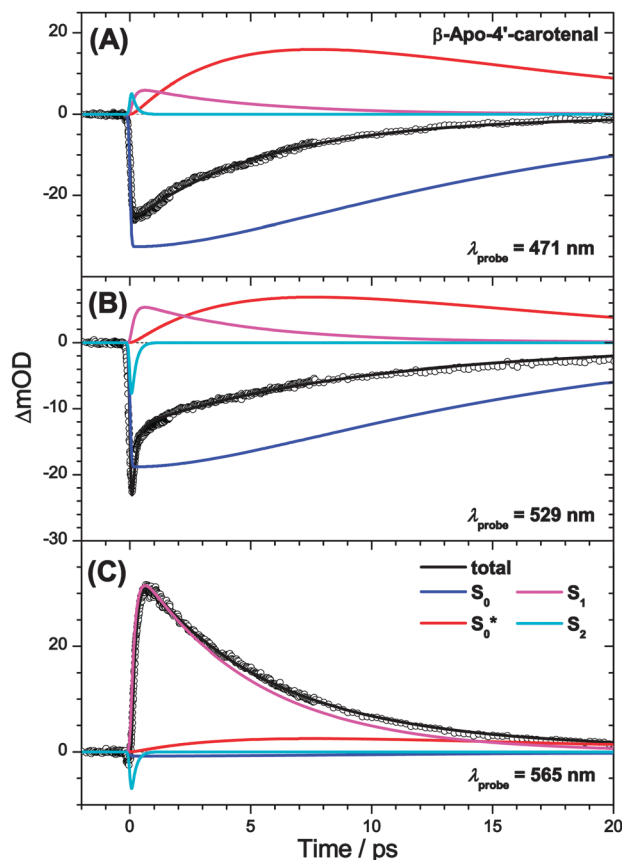 (A)
β-Apo-4'-carotenal
20
0
-20
λprobe = 471 nm
(B)
0
-10
-20
-30
λprobe = 529 nm
ΔmOD
(C)
total
S0
S1
S0*
S2
20
0
λprobe = 565 nm
0
5
10
15
20
Time / ps